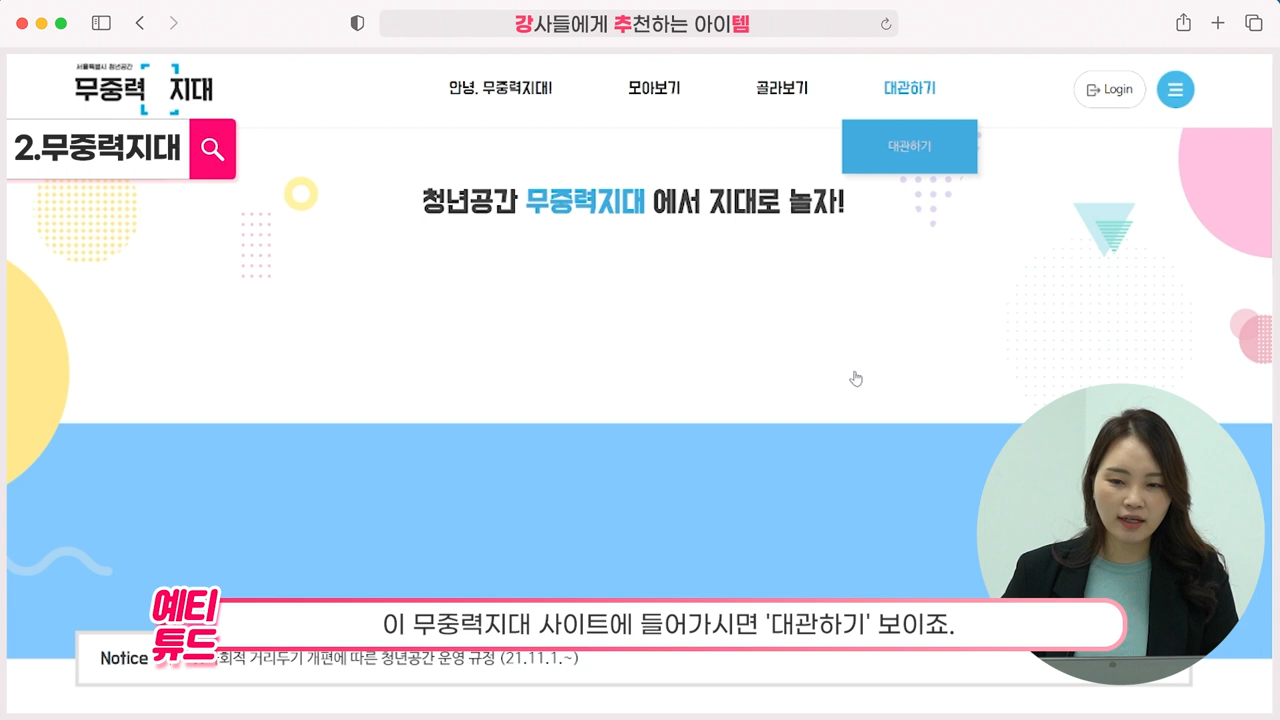 강사들에게 추천하는 아이템
서울특별시 청년공간
무중력 지대
안녕, 무중력지대!
모아보기
골라보기
대관하기
Login
대관하기
2.무중력지대
청년공간 무중력지대 에서 지대로 놀자!
예티
튜드
이 무중력지대 사이트에 들어가시면 '대관하기' 보이죠.
Notice
회적 거리두기 개편에 따른 청년공간 운영 규정 (21.11.1.~)